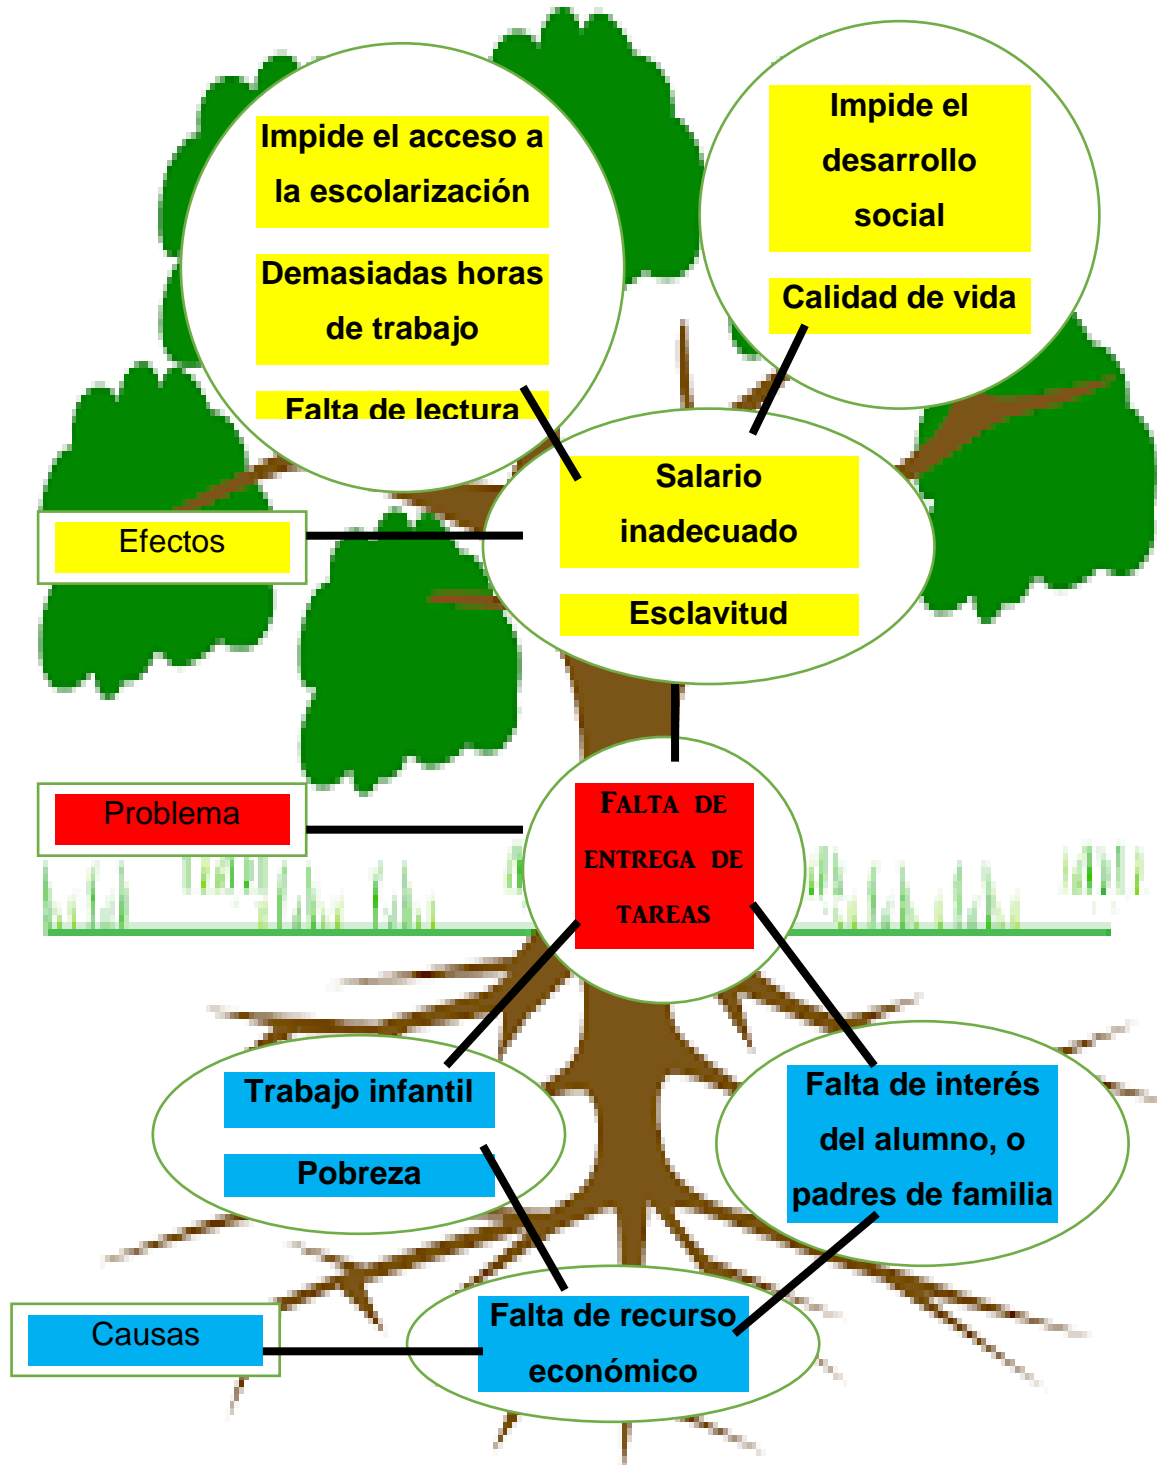 Impide el acceso a
la escolarización
Demasiadas horas
de trabajo
Falta de lectura
Impide el
desarrollo
social
Calidad de vida
Salario
inadecuado
Esclavitud
Efectos
Problema
FALTA DE
ENTREGA DE
TAREAS
Trabajo infantil
Pobreza
Falta de interés
del alumno, o
padres de familia
Causas
Falta de recurso
económico